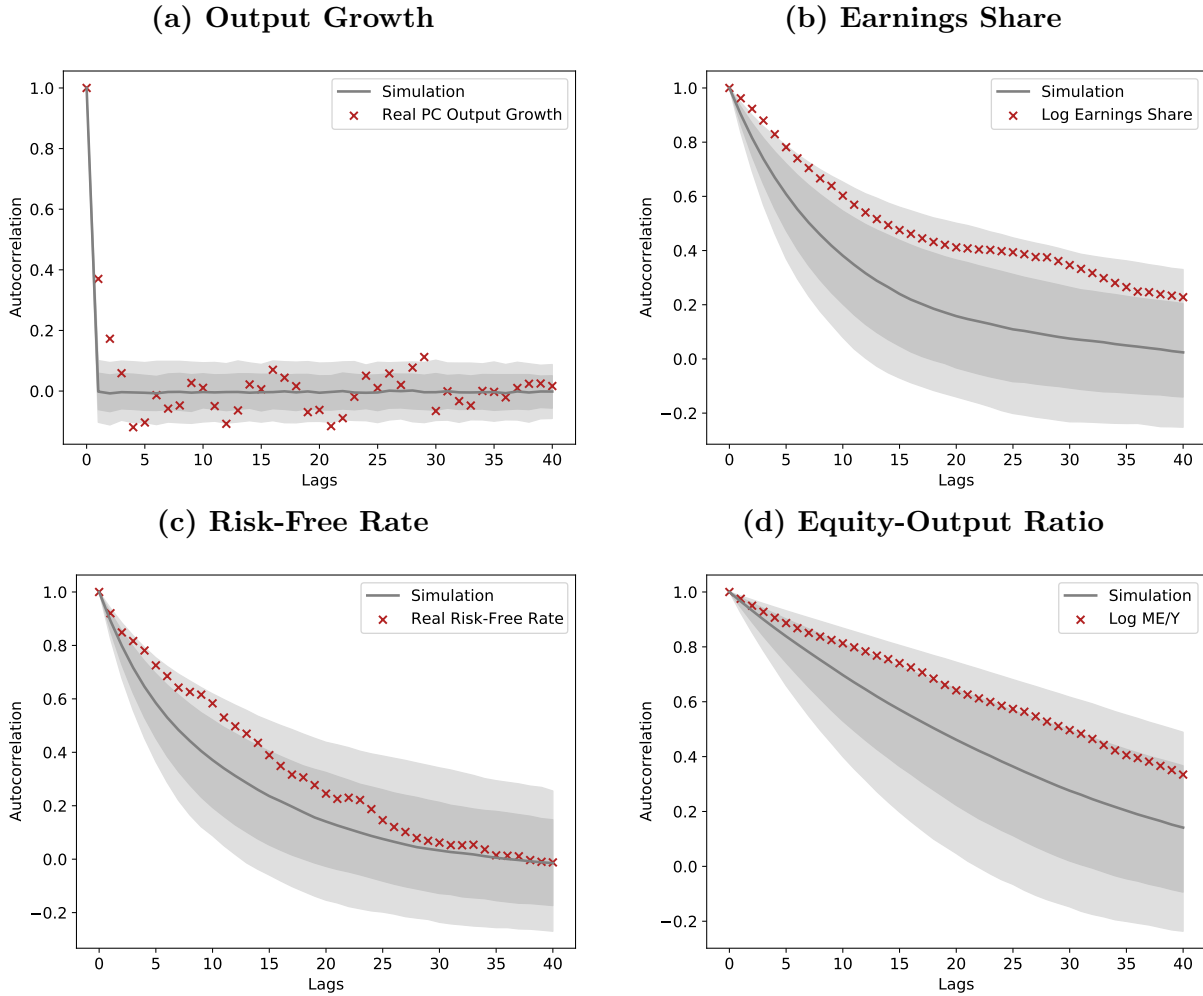 (a) Output Growth
1.0
0.8
0.6
0.4
0.2
0.0
Autocorrelation
Simulation
Real PC Output Growth
0 5 10 15 20 25 30 35 40
Lags
(b) Earnings Share
1.0
0.8
0.6
0.4
0.2
0.0
−0.2
Autocorrelation
Simulation
Log Earnings Share
0 5 10 15 20 25 30 35 40
Lags
(c) Risk-Free Rate
1.0
0.8
0.6
0.4
0.2
0.0
−0.2
Autocorrelation
Simulation
Real Risk-Free Rate
0 5 10 15 20 25 30 35 40
Lags
(d) Equity-Output Ratio
1.0
0.8
0.6
0.4
0.2
0.0
−0.2
Autocorrelation
Simulation
Log ME/Y
0 5 10 15 20 25 30 35 40
Lags